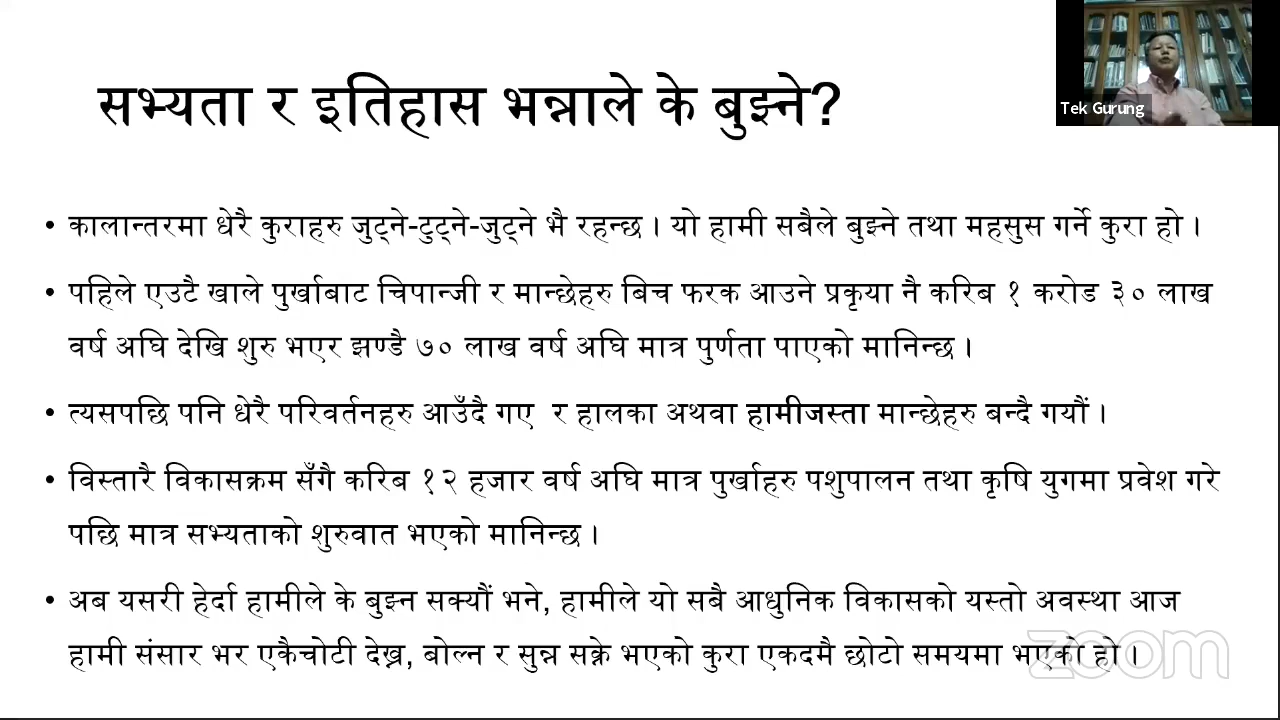 सभ्यता र इतिहास भन्नाले के बुझ्ने?
Tek Gurung
• कालान्तरमा धेरै कुराहरु जुट्ने-टुट्ने-जुट्ने भै रहन्छ । यो हामी सबैले बुझ्ने तथा महसुस गर्ने कुरा हो ।
• पहिले एउटै खाले पुर्खाबाट चिपान्जी र मान्छेहरु बिच फरक आउने प्रकृया नै करिब १ करोड ३० लाख
वर्ष अघि देखि शुरु भएर झण्डै ७० लाख वर्ष अघि मात्र पुर्णता पाएको मानिन्छ ।
• त्यसपछि पनि धेरै परिवर्तनहरु आउँदै गए र हालका अथवा हामीजस्ता मान्छेहरु बन्दै गयौं ।
• विस्तारै विकासक्रम सँगै करिब १२ हजार वर्ष अघि मात्र पुर्खाहरु पशुपालन तथा कृषि युगमा प्रवेश गरे
पछि मात्र सभ्यताको शुरुवात भएको मानिन्छ ।
• अब यसरी हेर्दा हामीले के बुझ्न सक्यौं भने, हामीले यो सबै आधुनिक विकासको यस्तो अवस्था आज
हामी संसार भर एकैचोटी देख्न, बोल्न र सुन्न सक्ने भएको कुरा एकदमै छोटो समयमा भएको हो ।
zoom